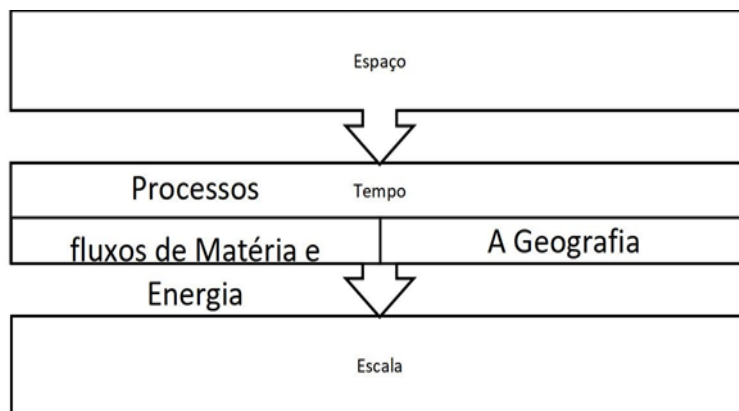 Espaço
Processos Tempo
fluxos de Matéria e
Energia
A Geografia
Escala